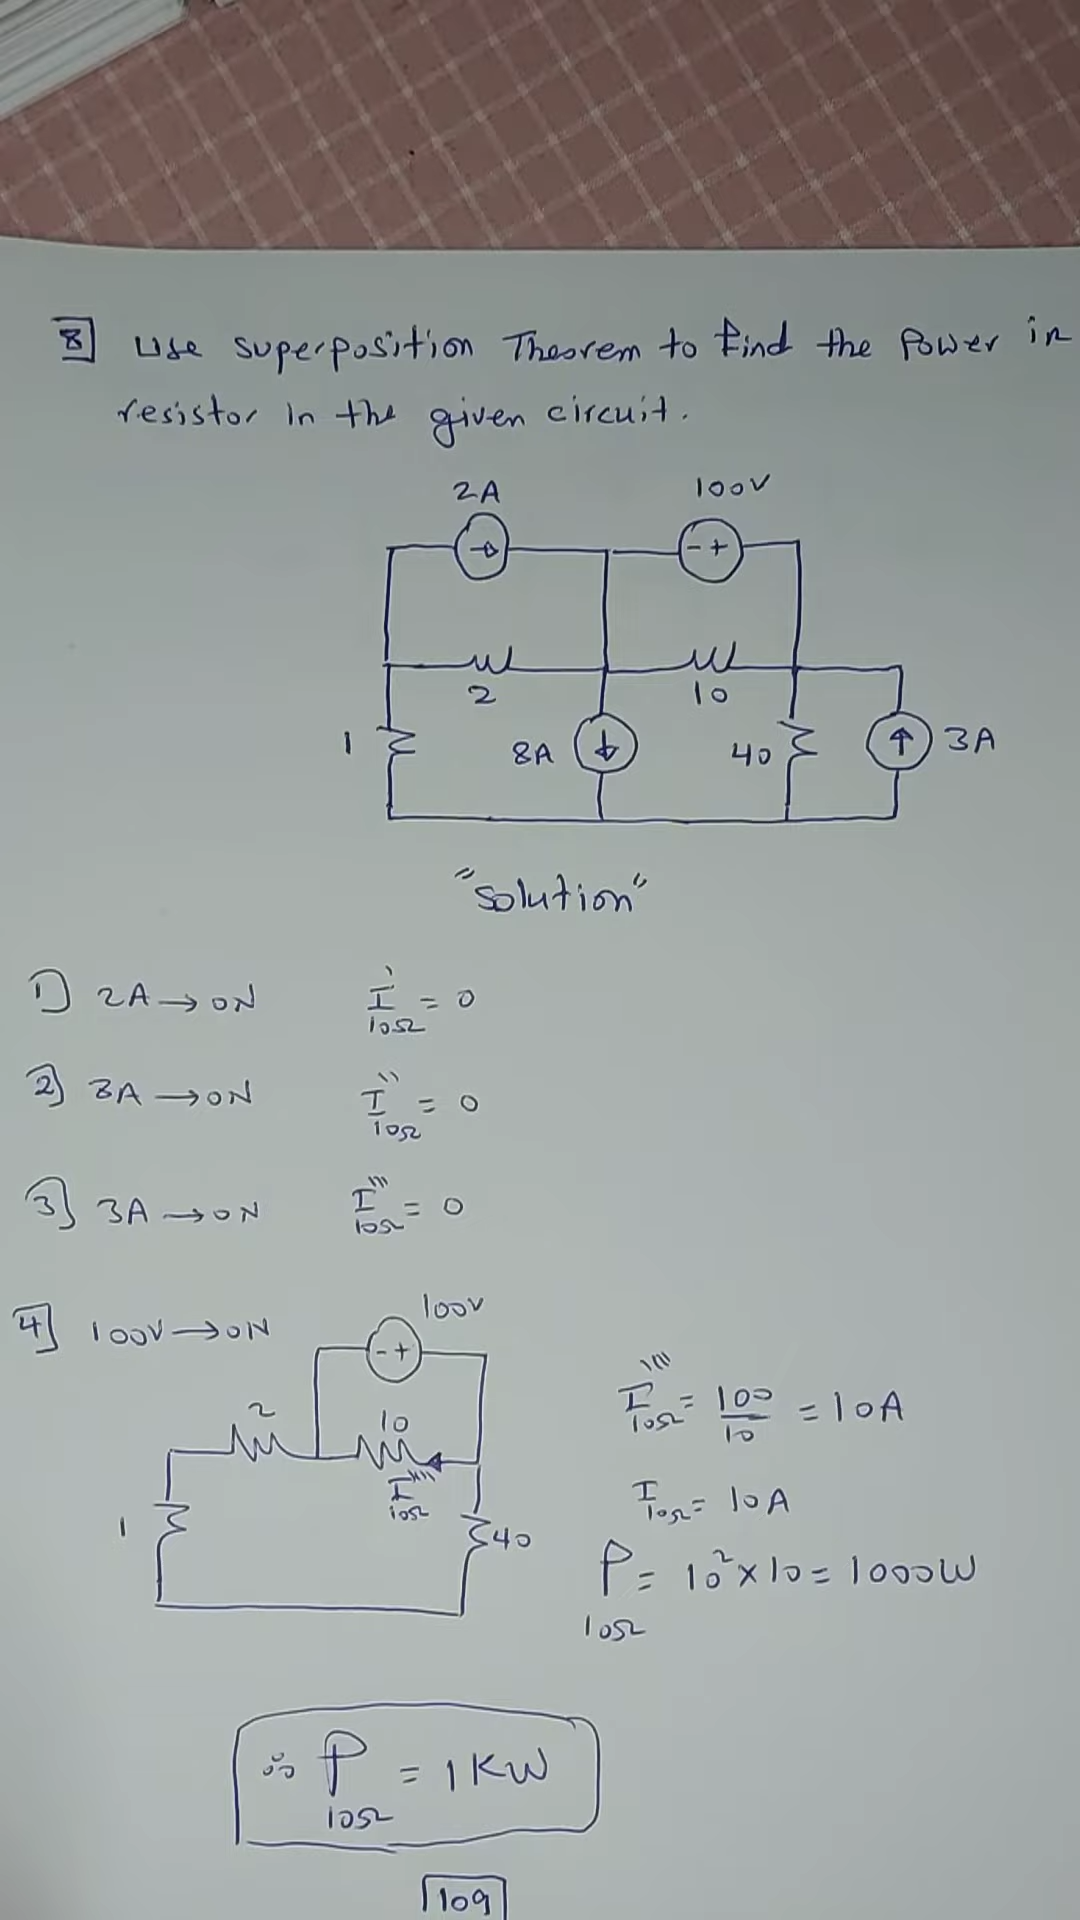 8 Use superposition Theorem to find the Power in
resistor in the given circuit.
2A 100V
- +
2 10
1 8A 40 3A
"Solution"
1) 2A → ON I' 10Ω = 0
2) 8A → ON I'' 10Ω = 0
3) 3A → ON I''' 10Ω = 0
4) 100V → ON
100V
- +
2 10
I'''' 10Ω
1 40
I'''' 10Ω = 100/10 = 10A
I 10Ω = 10A
P 10Ω = 10² × 10 = 1000W
∴ P 10Ω = 1KW
109